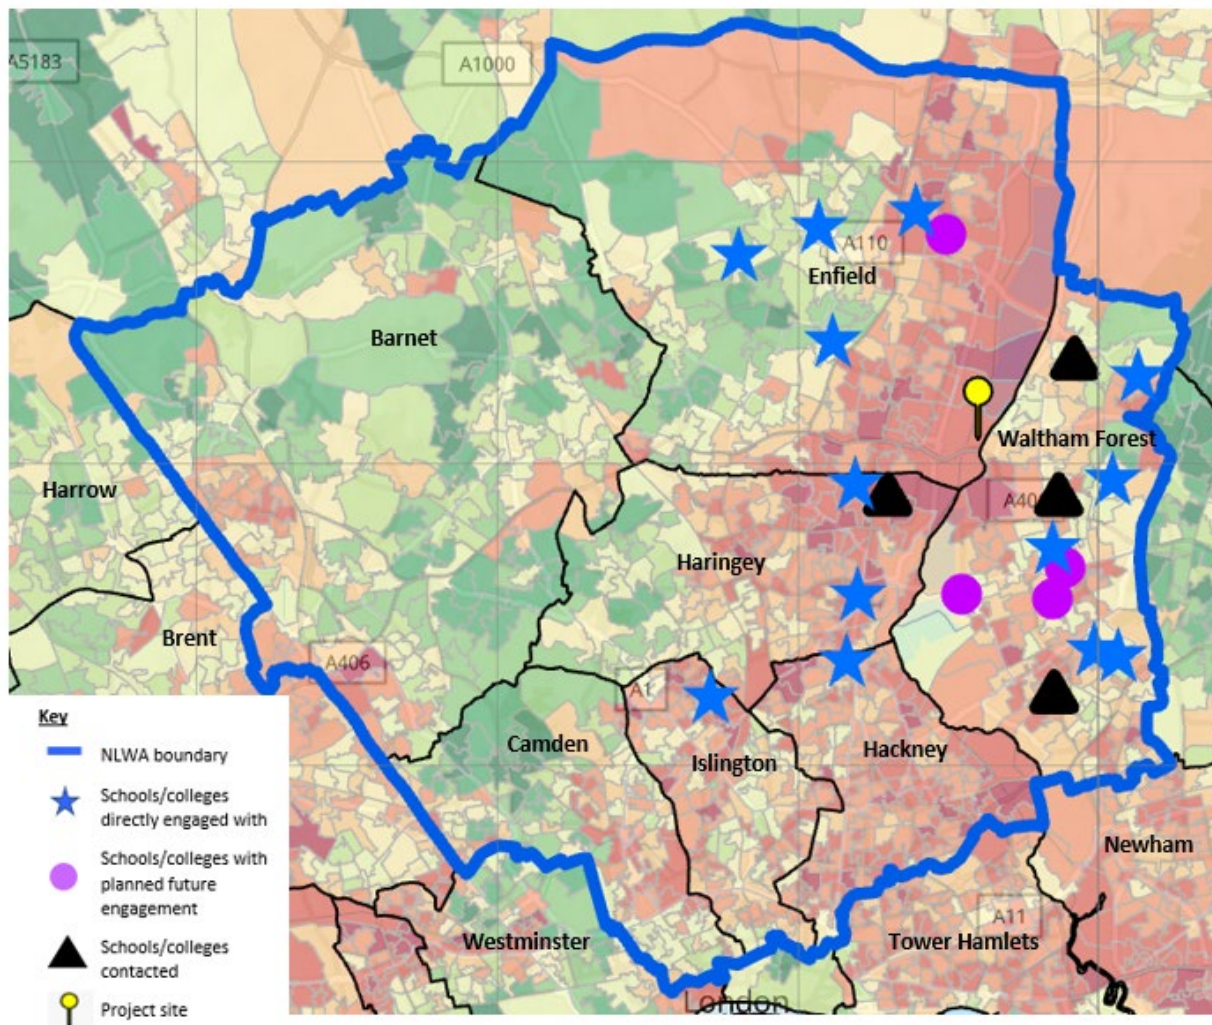 A5183
A1000
A110
Enfield
Barnet
Waltham Forest
Harrow
A40
Haringey
Brent
A406
A1
Camden
Hackney
Islington
Newham
A11
Westminster
Tower Hamlets
London
Key
NLWA boundary
Schools/colleges
directly engaged with
Schools/colleges with
planned future
engagement
Schools/colleges
contacted
Project site